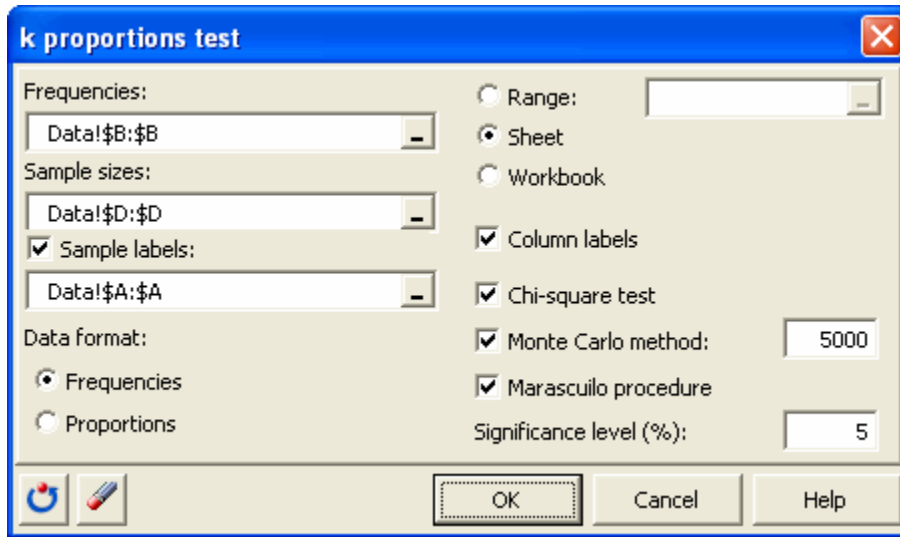 k proportions test
Frequencies:
Data!$B:$B
Sample sizes:
Data!$D:$D
Sample labels:
Data!$A:$A
Data format:
Frequencies
Proportions
Range:
Sheet
Workbook
Column labels
Chi-square test
Monte Carlo method: 5000
Marascuilo procedure
Significance level (%): 5
OK Cancel Help